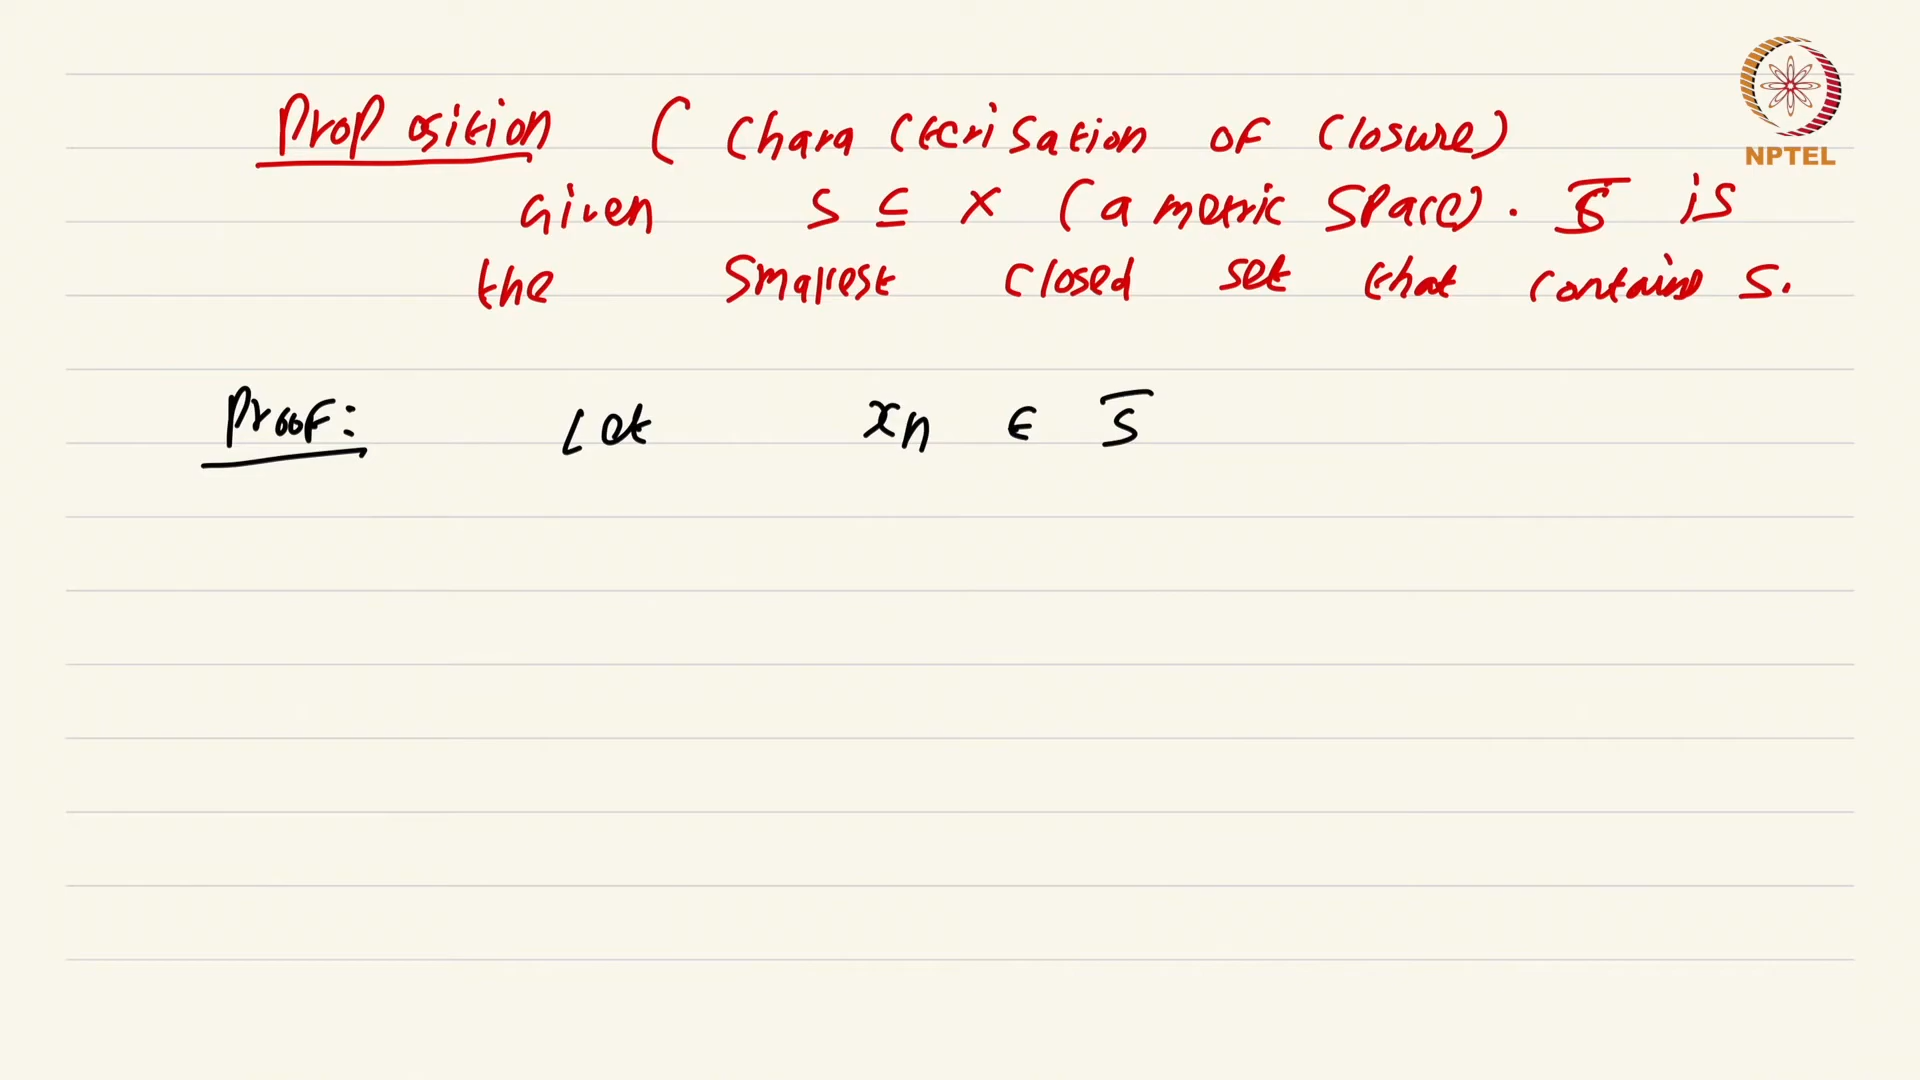 Proposition (Characterisation of closure)
NPTEL
Given S ⊆ X (a metric space). S̅ is
the smallest closed set that contains S.
Proof: Let xn ∈ S̅